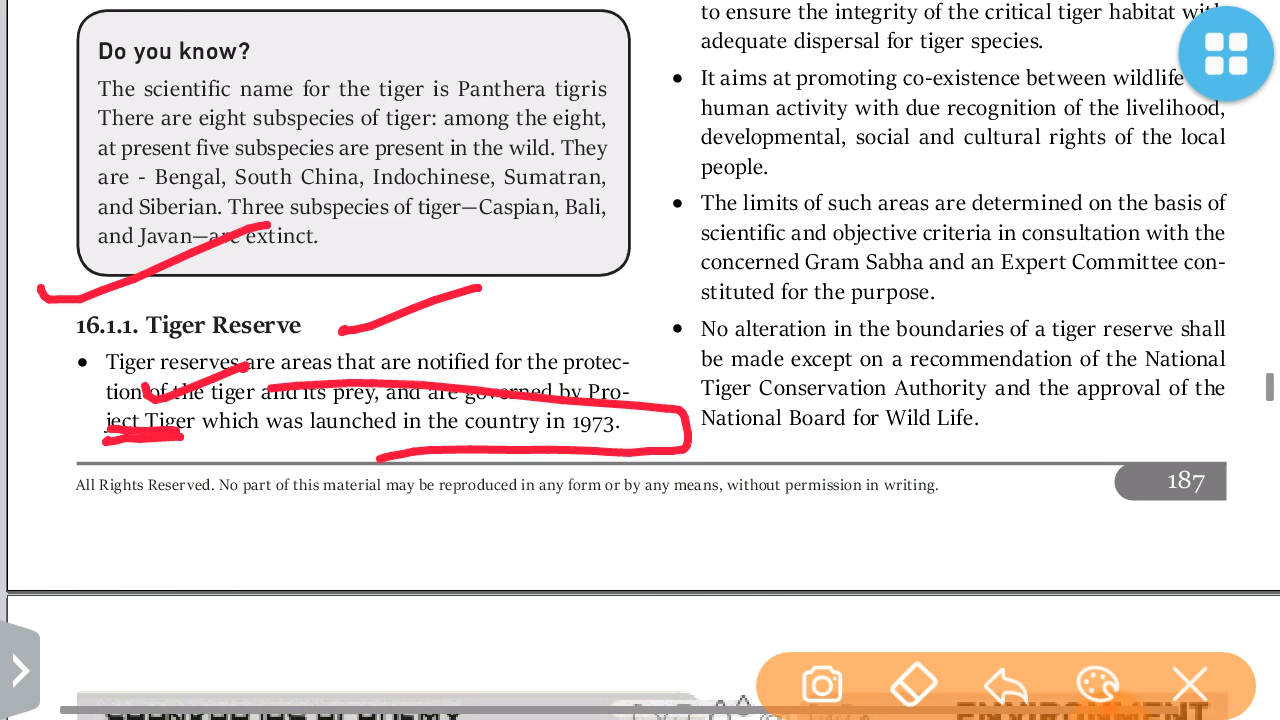 Do you know?
The scientific name for the tiger is Panthera tigris
There are eight subspecies of tiger: among the eight,
at present five subspecies are present in the wild. They
are - Bengal, South China, Indochinese, Sumatran,
and Siberian. Three subspecies of tiger—Caspian, Bali,
and Javan—are extinct.
16.1.1. Tiger Reserve
• Tiger reserves are areas that are notified for the protec-
tion of the tiger and its prey, and are governed by Pro-
ject Tiger which was launched in the country in 1973.
to ensure the integrity of the critical tiger habitat with
adequate dispersal for tiger species.
• It aims at promoting co-existence between wildlife
human activity with due recognition of the livelihood,
developmental, social and cultural rights of the local
people.
• The limits of such areas are determined on the basis of
scientific and objective criteria in consultation with the
concerned Gram Sabha and an Expert Committee con-
stituted for the purpose.
• No alteration in the boundaries of a tiger reserve shall
be made except on a recommendation of the National
Tiger Conservation Authority and the approval of the
National Board for Wild Life.
All Rights Reserved. No part of this material may be reproduced in any form or by any means, without permission in writing.
187
ENVIRONMENT